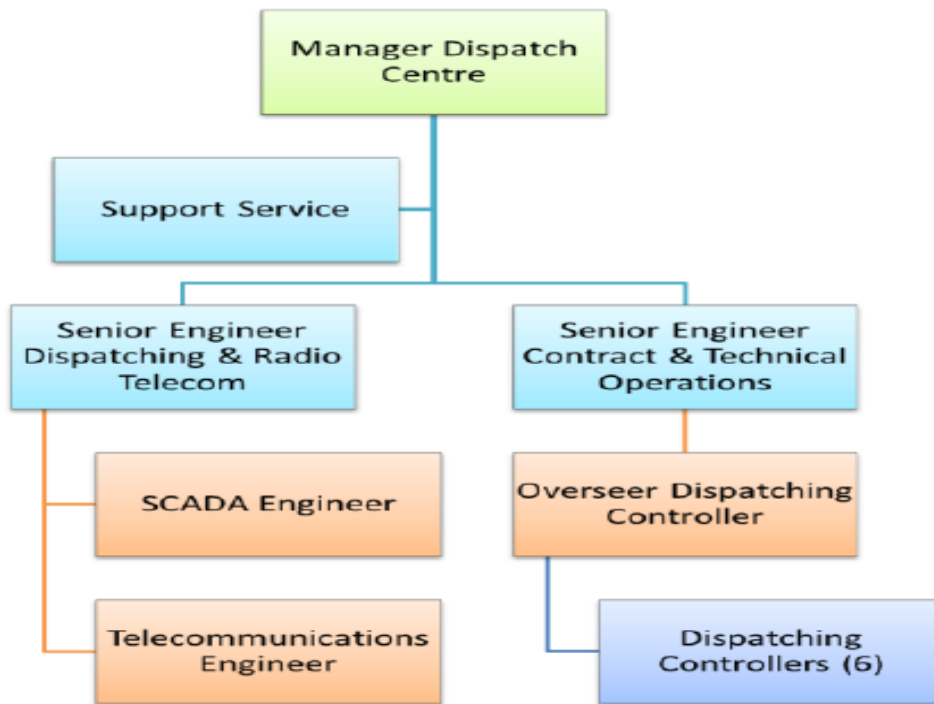 Manager Dispatch
Centre
Support Service
Senior Engineer
Dispatching & Radio
Telecom
Senior Engineer
Contract & Technical
Operations
SCADA Engineer
Overseer Dispatching
Controller
Telecommunications
Engineer
Dispatching
Controllers (6)